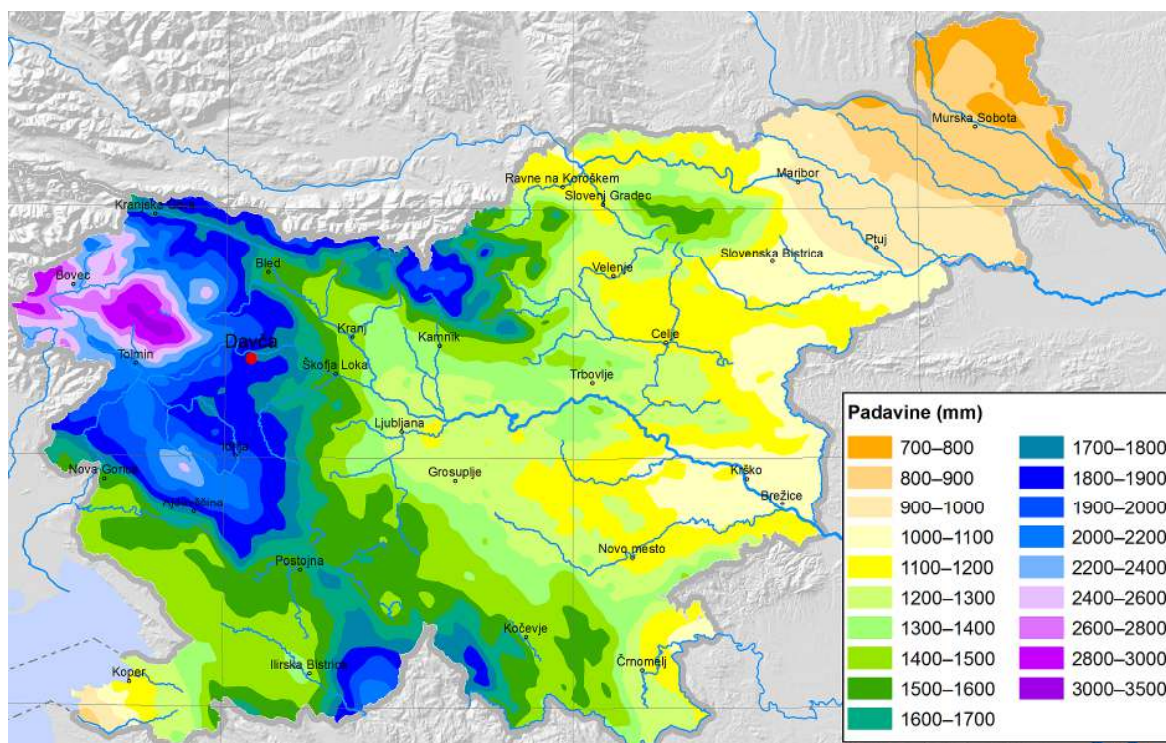 Murska Sobota
Ravne na Koroškem
Maribor
Slovenj Gradec
Kranjska Gora
Ptuj
Slovenska Bistrica
Bled
Velenje
Bovec
Kranj
Kamnik
Celje
Davča
Tolmin
Škofja Loka
Trbovlje
Ljubljana
Idrija
Nova Gorica
Grosuplje
Krško
Brežice
Ajdovščina
Novo mesto
Postojna
Kočevje
Ilirska Bistrica
Črnomelj
Koper
Padavine (mm)
700–800
800–900
900–1000
1000–1100
1100–1200
1200–1300
1300–1400
1400–1500
1500–1600
1600–1700
1700–1800
1800–1900
1900–2000
2000–2200
2200–2400
2400–2600
2600–2800
2800–3000
3000–3500